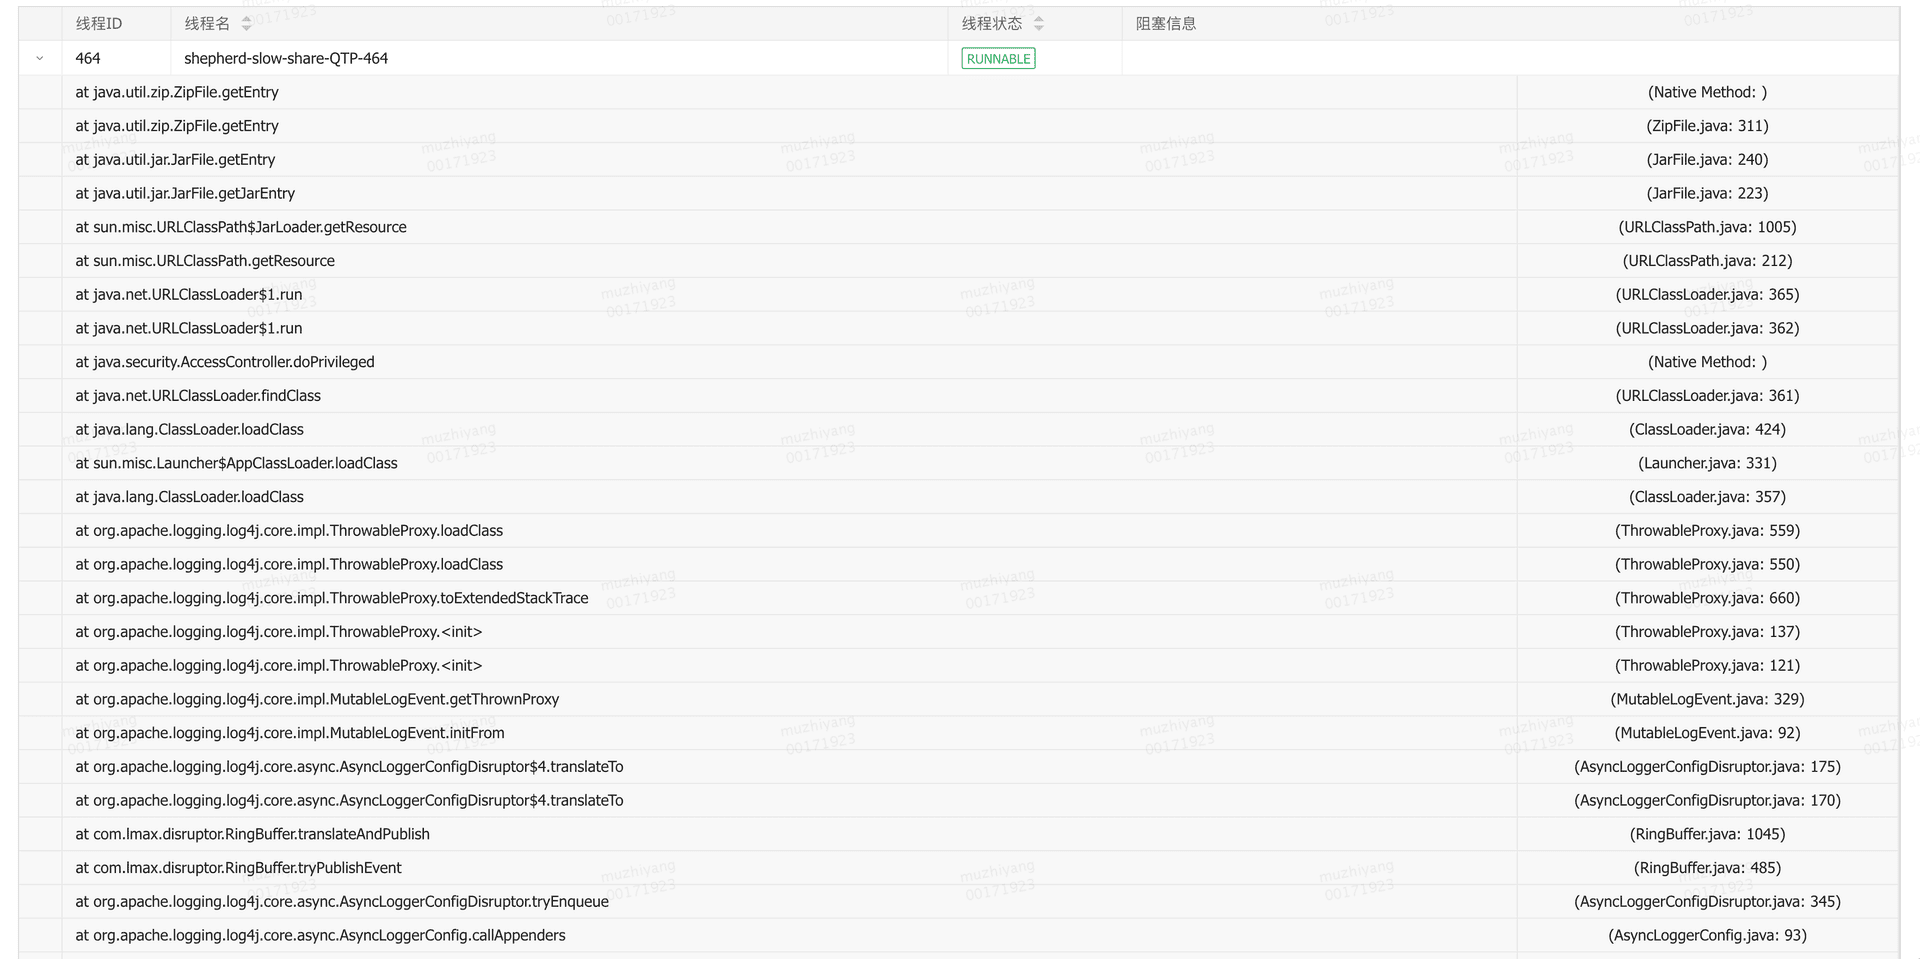 线程ID 线程名 线程状态 阻塞信息
464 shepherd-slow-share-QTP-464 RUNNABLE
at java.util.zip.ZipFile.getEntry (Native Method: )
at java.util.zip.ZipFile.getEntry (ZipFile.java: 311)
at java.util.jar.JarFile.getEntry (JarFile.java: 240)
at java.util.jar.JarFile.getJarEntry (JarFile.java: 223)
at sun.misc.URLClassPath$JarLoader.getResource (URLClassPath.java: 1005)
at sun.misc.URLClassPath.getResource (URLClassPath.java: 212)
at java.net.URLClassLoader$1.run (URLClassLoader.java: 365)
at java.net.URLClassLoader$1.run (URLClassLoader.java: 362)
at java.security.AccessController.doPrivileged (Native Method: )
at java.net.URLClassLoader.findClass (URLClassLoader.java: 361)
at java.lang.ClassLoader.loadClass (ClassLoader.java: 424)
at sun.misc.Launcher$AppClassLoader.loadClass (Launcher.java: 331)
at java.lang.ClassLoader.loadClass (ClassLoader.java: 357)
at org.apache.logging.log4j.core.impl.ThrowableProxy.loadClass (ThrowableProxy.java: 559)
at org.apache.logging.log4j.core.impl.ThrowableProxy.loadClass (ThrowableProxy.java: 550)
at org.apache.logging.log4j.core.impl.ThrowableProxy.toExtendedStackTrace (ThrowableProxy.java: 660)
at org.apache.logging.log4j.core.impl.ThrowableProxy.<init> (ThrowableProxy.java: 137)
at org.apache.logging.log4j.core.impl.ThrowableProxy.<init> (ThrowableProxy.java: 121)
at org.apache.logging.log4j.core.impl.MutableLogEvent.getThrownProxy (MutableLogEvent.java: 329)
at org.apache.logging.log4j.core.impl.MutableLogEvent.initFrom (MutableLogEvent.java: 92)
at org.apache.logging.log4j.core.async.AsyncLoggerConfigDisruptor$4.translateTo (AsyncLoggerConfigDisruptor.java: 175)
at org.apache.logging.log4j.core.async.AsyncLoggerConfigDisruptor$4.translateTo (AsyncLoggerConfigDisruptor.java: 170)
at com.lmax.disruptor.RingBuffer.translateAndPublish (RingBuffer.java: 1045)
at com.lmax.disruptor.RingBuffer.tryPublishEvent (RingBuffer.java: 485)
at org.apache.logging.log4j.core.async.AsyncLoggerConfigDisruptor.tryEnqueue (AsyncLoggerConfigDisruptor.java: 345)
at org.apache.logging.log4j.core.async.AsyncLoggerConfig.callAppenders (AsyncLoggerConfig.java: 93)
muzhiyang
00171923